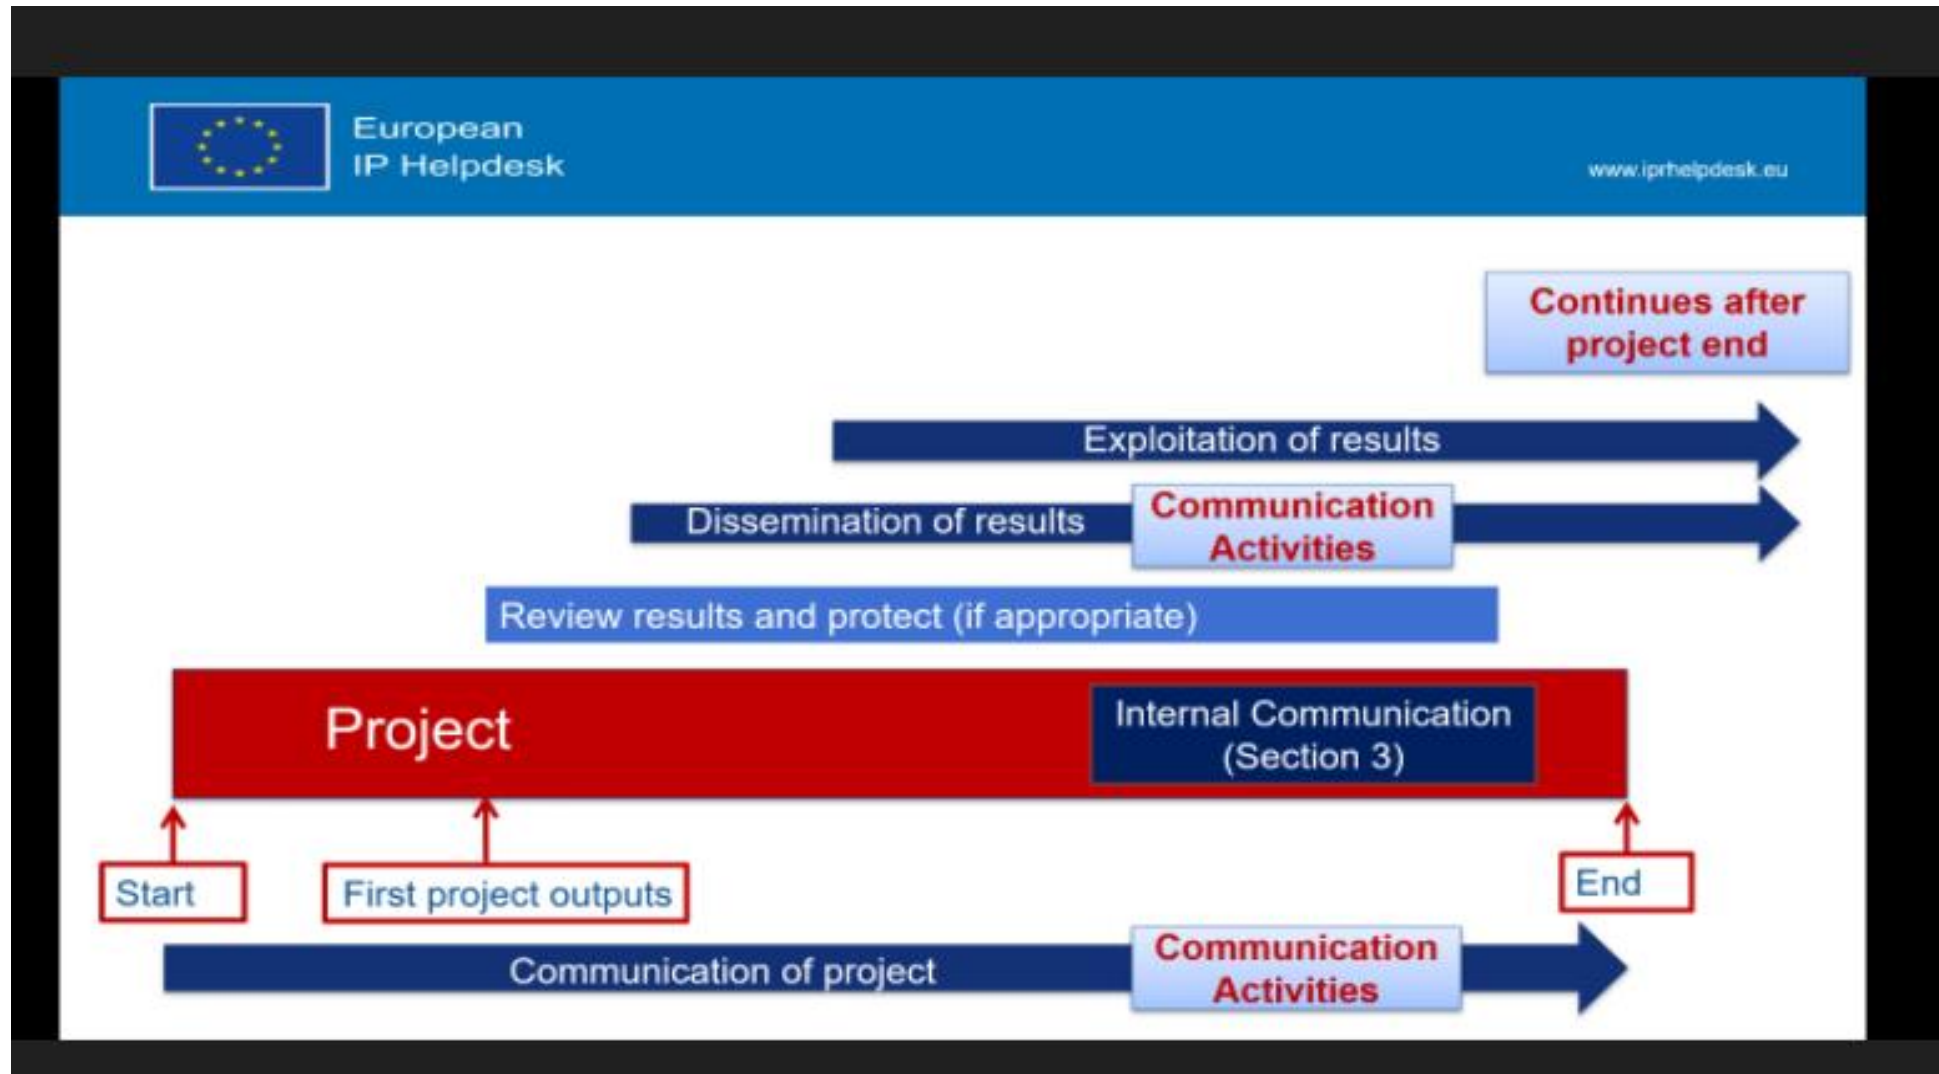 European
IP Helpdesk
www.iprhelpdesk.eu
Continues after
project end
Exploitation of results
Dissemination of results
Communication
Activities
Review results and protect (if appropriate)
Project
Internal Communication
(Section 3)
Start
First project outputs
End
Communication of project
Communication
Activities